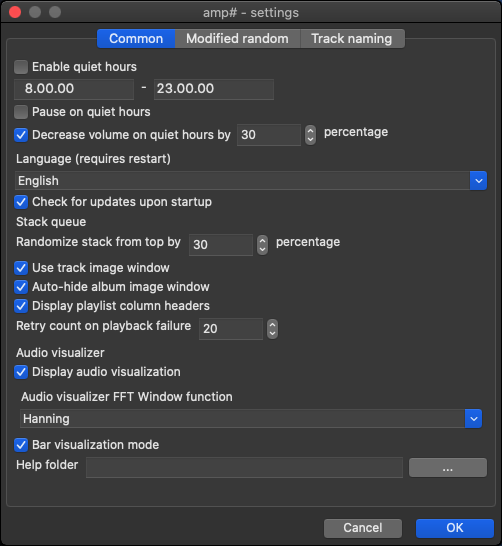 amp# - settings
Common Modified random Track naming
Enable quiet hours
8.00.00 - 23.00.00
Pause on quiet hours
Decrease volume on quiet hours by 30 percentage
Language (requires restart)
English
Check for updates upon startup
Stack queue
Randomize stack from top by 30 percentage
Use track image window
Auto-hide album image window
Display playlist column headers
Retry count on playback failure 20
Audio visualizer
Display audio visualization
Audio visualizer FFT Window function
Hanning
Bar visualization mode
Help folder ...
Cancel OK